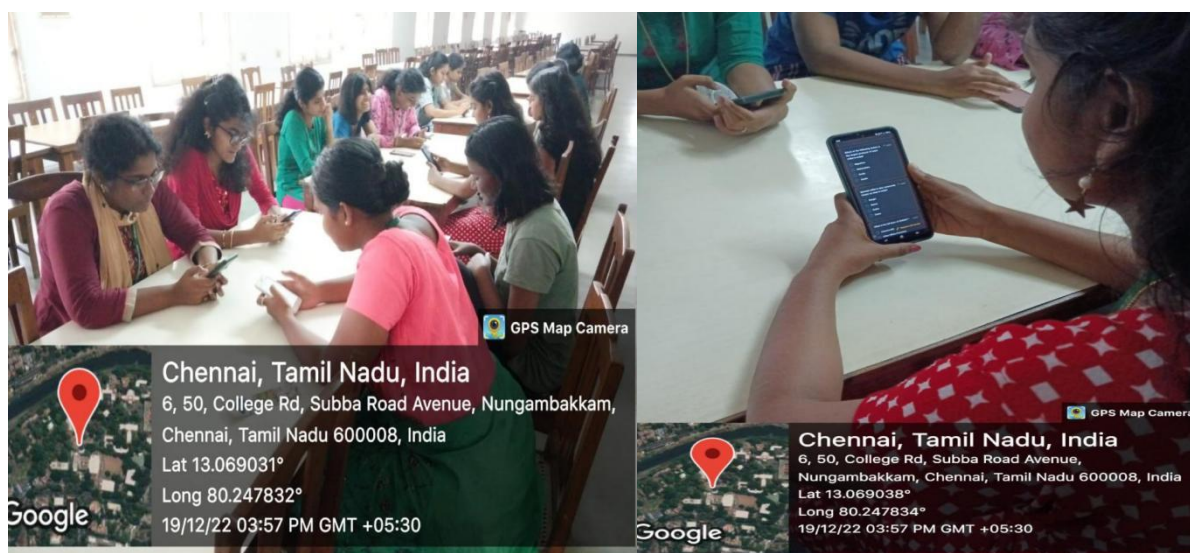 GPS Map Camera
Chennai, Tamil Nadu, India
6, 50, College Rd, Subba Road Avenue, Nungambakkam,
Chennai, Tamil Nadu 600008, India
Lat 13.069031°
Long 80.247832°
19/12/22 03:57 PM GMT +05:30
Google
GPS Map Camera
Chennai, Tamil Nadu, India
6, 50, College Rd, Subba Road Avenue,
Nungambakkam, Chennai, Tamil Nadu 600008, India
Lat 13.069038°
Long 80.247834°
19/12/22 03:57 PM GMT +05:30
Google